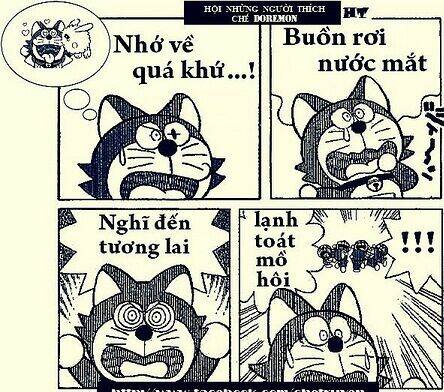 HỘI NHỮNG NGƯỜI THÍCH
CHẾ DOREMON
Nhớ về
quá khứ...!
Buồn rơi
nước mắt
Nghĩ đến
tương lai
lạnh
toát
mồ
hôi
!!!